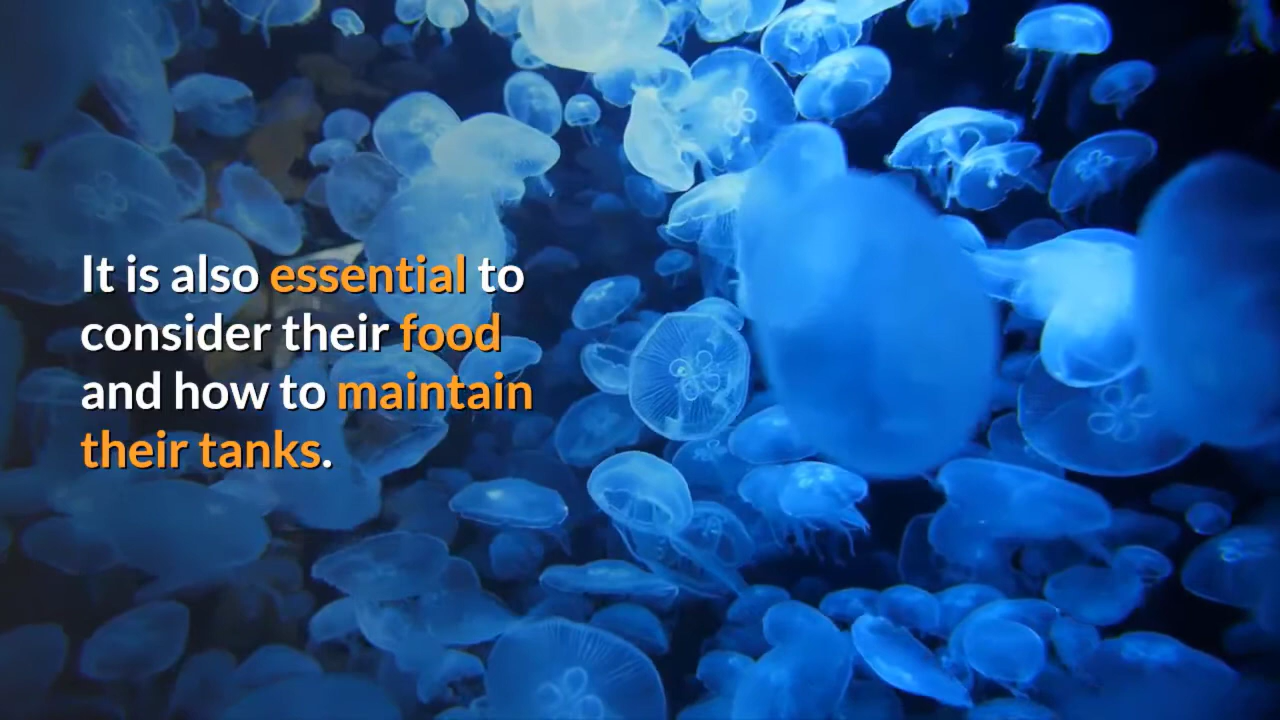 It is also essential to
consider their food
and how to maintain
their tanks.